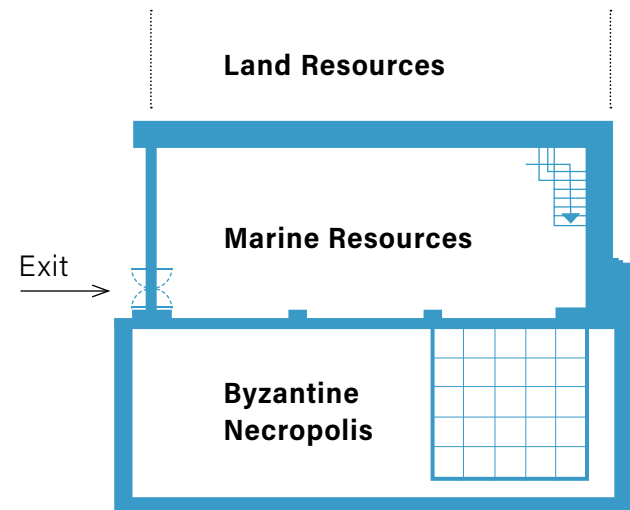 Land Resources
Marine Resources
Exit
Byzantine
Necropolis